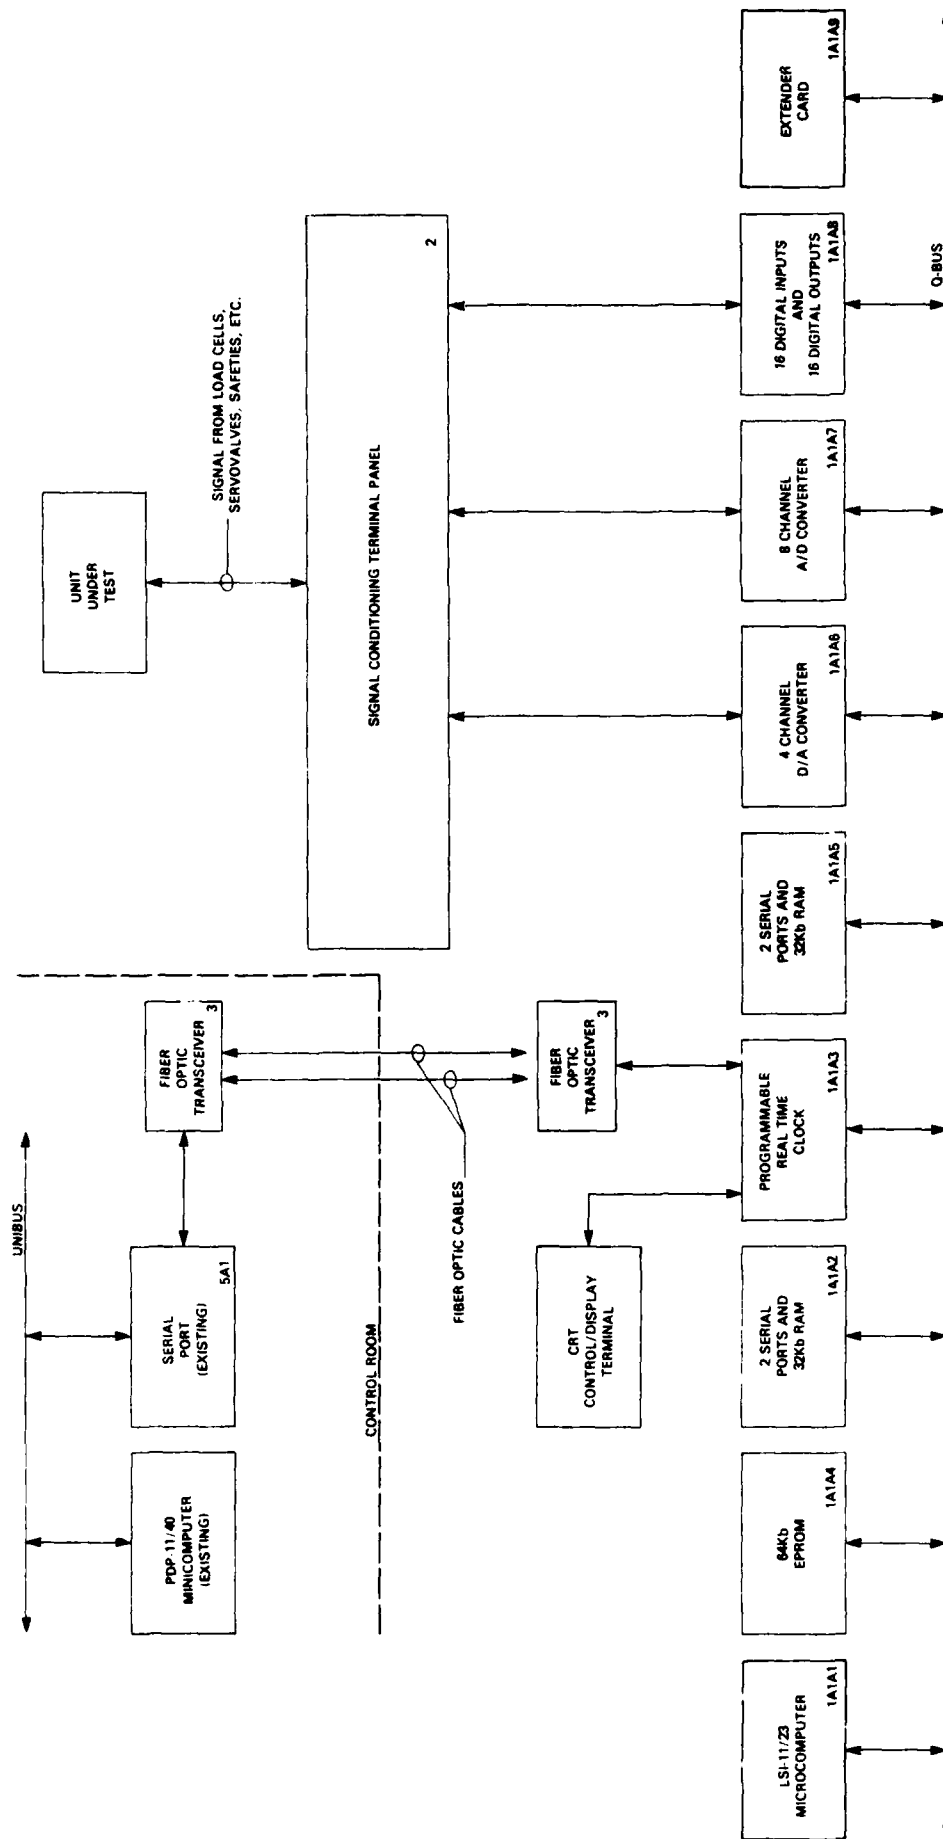 UNIBUS
PDP-11/40
MINICOMPUTER
(EXISTING)
SERIAL
PORT
(EXISTING)
5A1
FIBER
OPTIC
TRANSCEIVER
3
CONTROL ROOM
FIBER OPTIC CABLES
UNIT
UNDER
TEST
SIGNAL FROM LOAD CELLS,
SERVOVALVES, SAFETIES, ETC.
SIGNAL CONDITIONING TERMINAL PANEL
2
CRT
CONTROL/DISPLAY
TERMINAL
FIBER
OPTIC
TRANSCEIVER
3
LSI-11/23
MICROCOMPUTER
1A1A1
64Kb
EPROM
1A1A4
2 SERIAL
PORTS AND
32Kb RAM
1A1A2
PROGRAMMABLE
REAL TIME
CLOCK
1A1A3
2 SERIAL
PORTS AND
32Kb RAM
1A1A5
4 CHANNEL
D/A CONVERTER
1A1A6
8 CHANNEL
A/D CONVERTER
1A1A7
16 DIGITAL INPUTS
AND
16 DIGITAL OUTPUTS
1A1A8
EXTENDER
CARD
1A1A9
Q-BUS